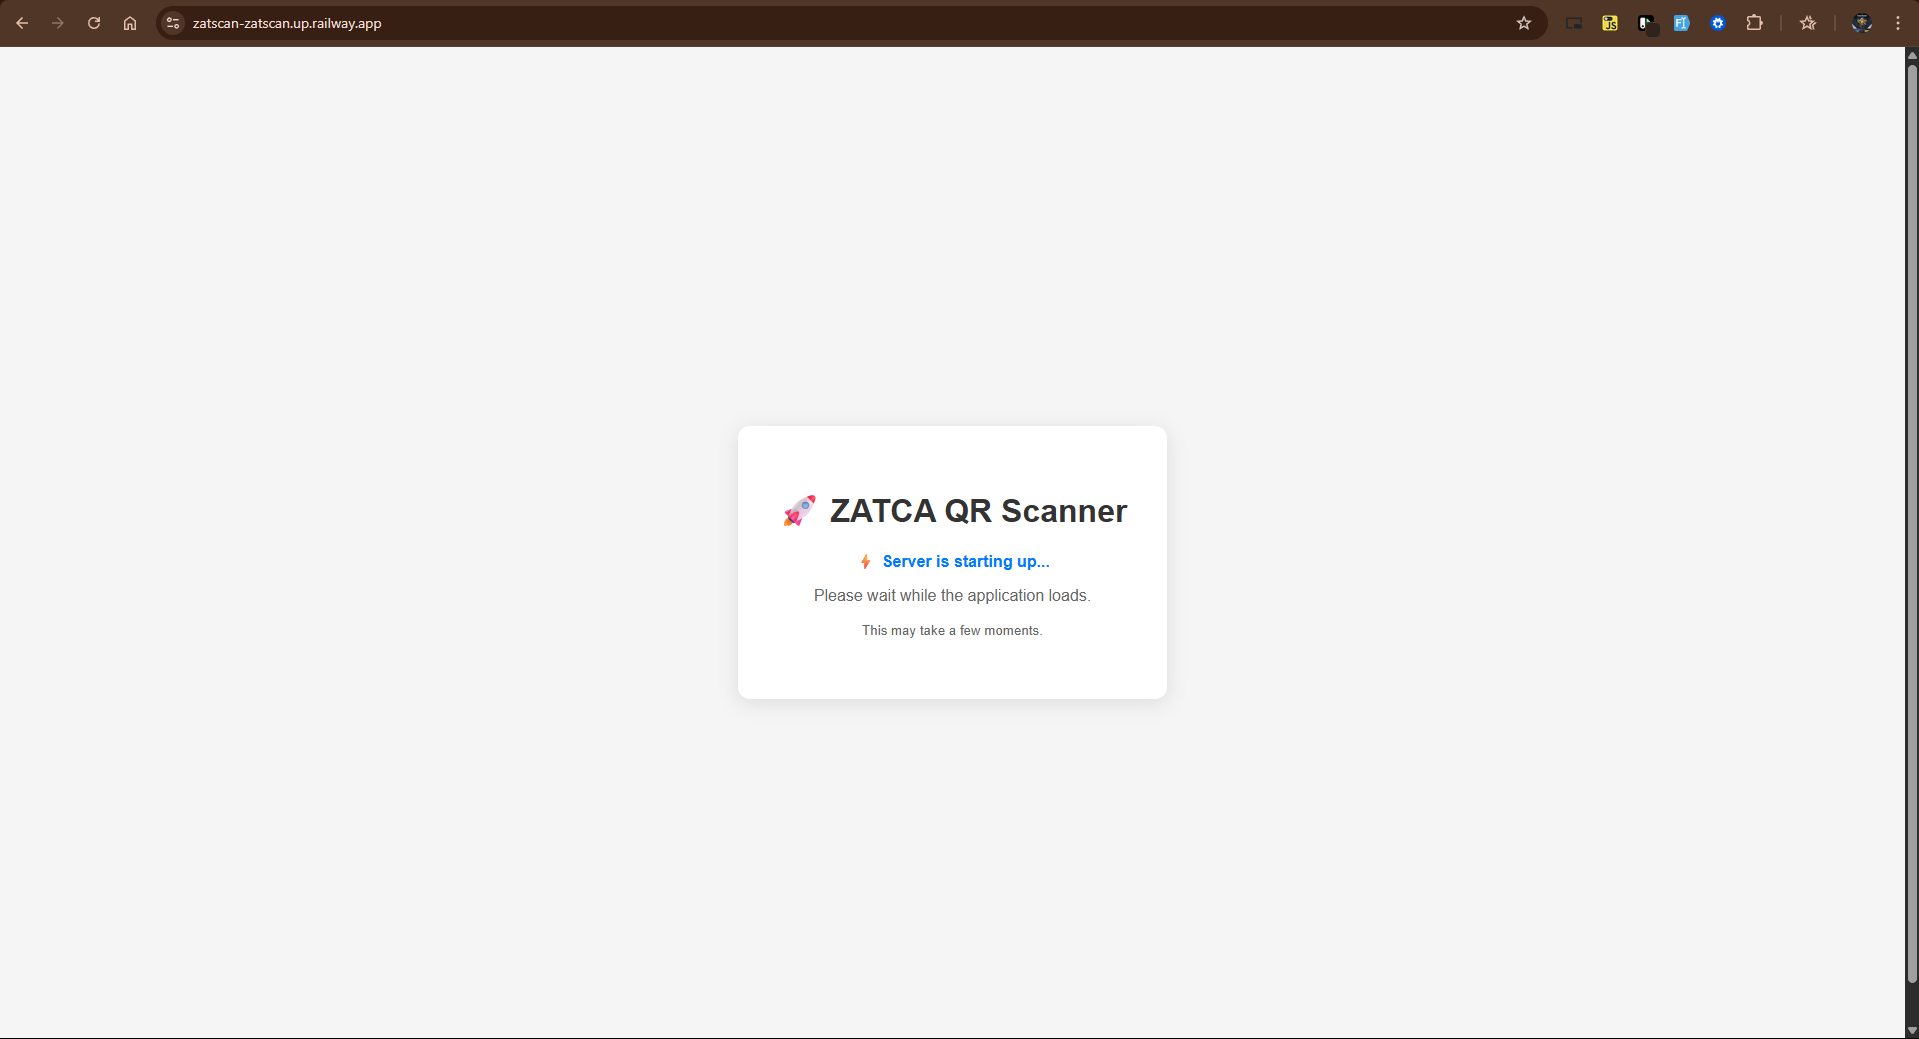 zatscan-zatscan.up.railway.app
🚀 ZATCA QR Scanner
⚡ Server is starting up...
Please wait while the application loads.
This may take a few moments.